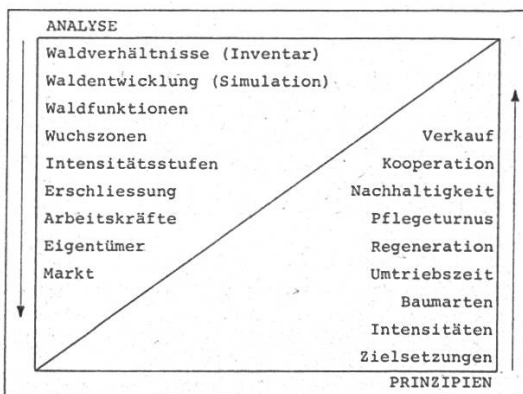 ANALYSE
Waldverhältnisse (Inventar)
Waldentwicklung (Simulation)
Waldfunktionen
Wuchszonen
Intensitätsstufen
Erschliessung
Arbeitskräfte
Eigentümer
Markt
Verkauf
Kooperation
Nachhaltigkeit
Pflegeturnus
Regeneration
Umtriebszeit
Baumarten
Intensitäten
Zielsetzungen
PRINZIPIEN